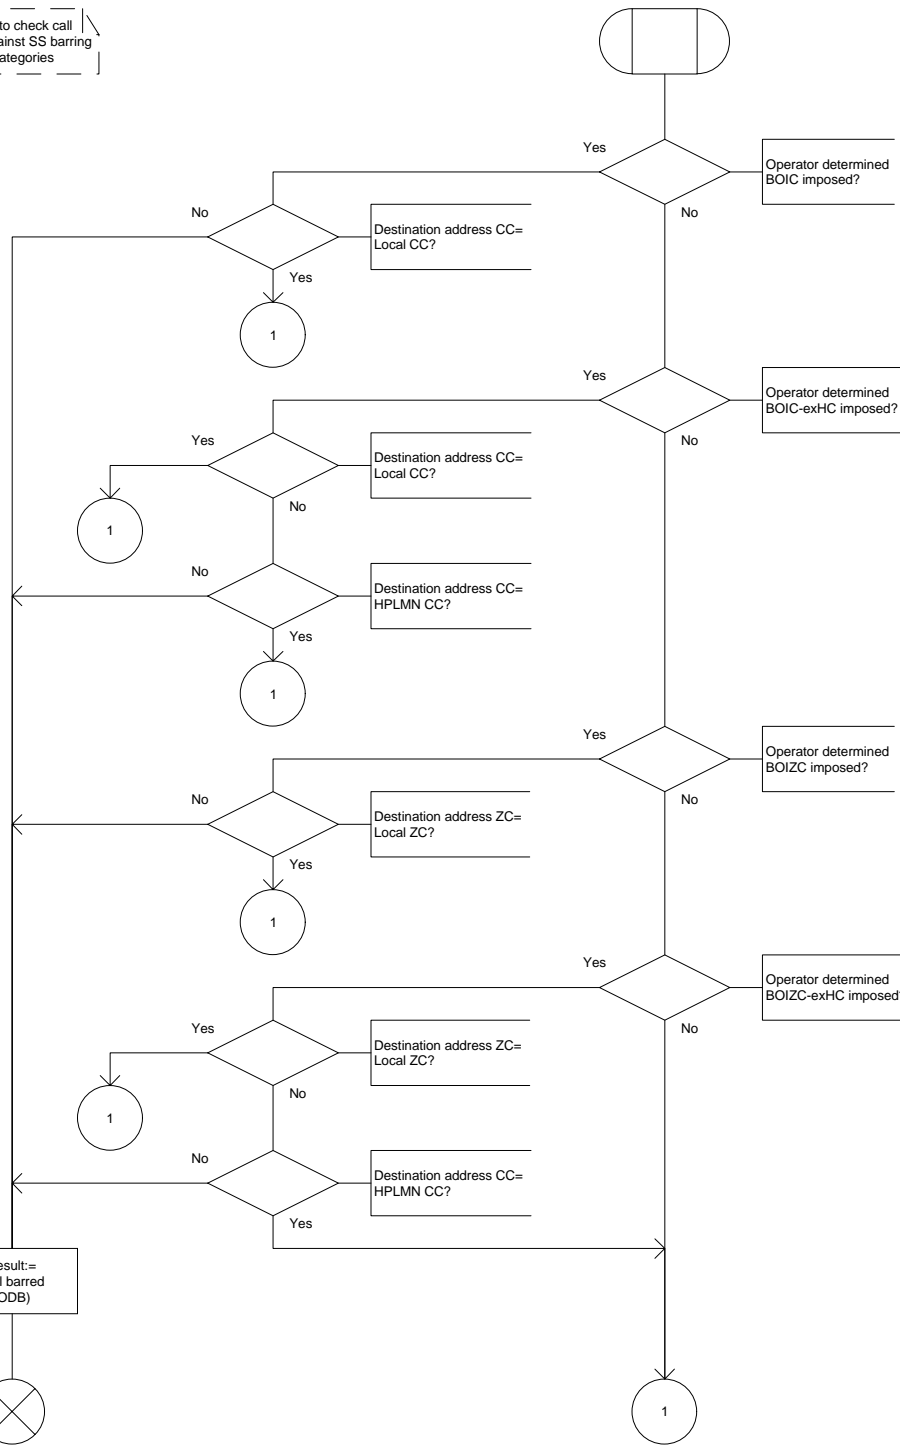 to check call
SS barring
Yes
Operator determined
BOIC imposed?
No
No
Destination address CC=
Local CC?
Yes
1
Yes
Operator determined
BOIC-exHC imposed?
No
Yes
Destination address CC=
Local CC?
No
1
No
Destination address CC=
HPLMN CC?
Yes
1
Yes
Operator determined
BOIZC imposed?
No
No
Destination address ZC=
Local ZC?
Yes
1
Yes
Operator determined
BOIZC-exHC imposed?
No
Yes
Destination address ZC=
Local ZC?
No
1
No
Destination address CC=
HPLMN CC?
Yes
barred
ODB)
1